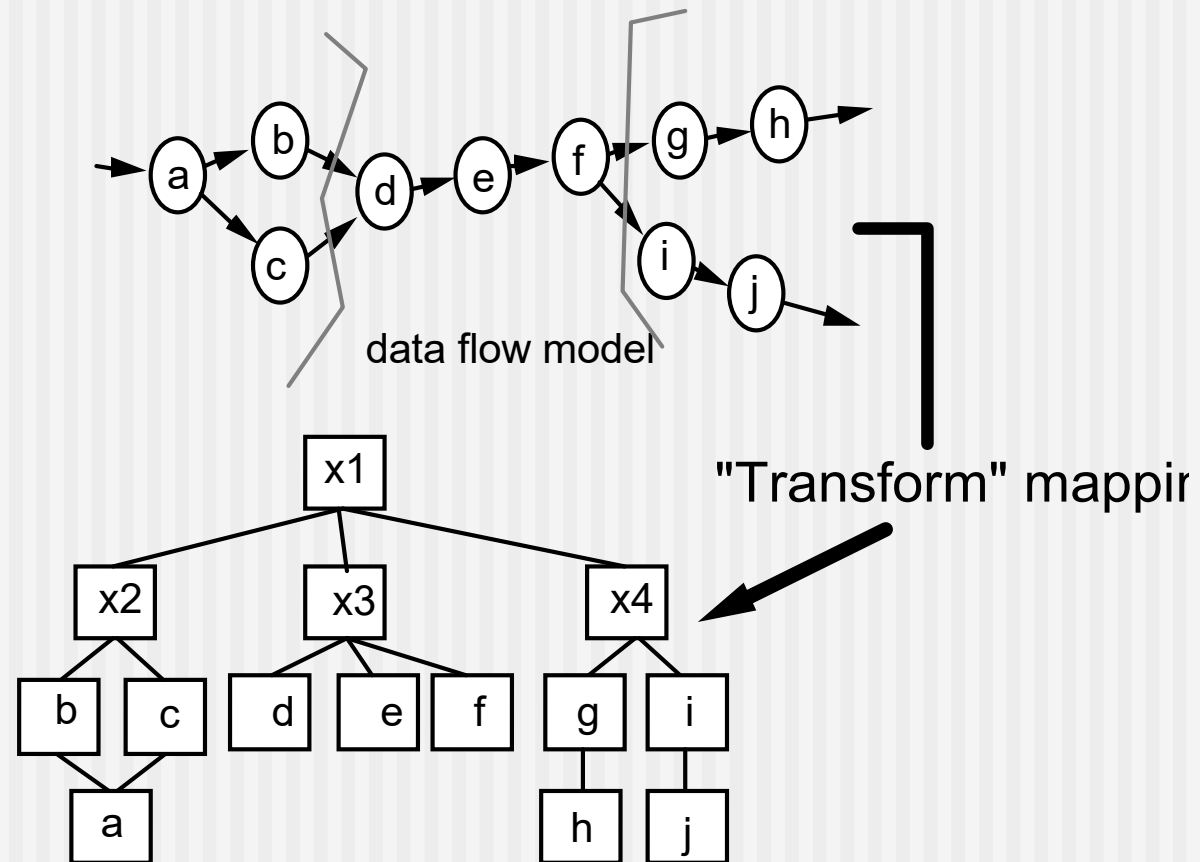 b
g
h
a
d
e
f
c
i
j
data flow model
x1
"Transform" mappin
x2
x3
x4
b
c
d
e
f
g
i
a
h
j